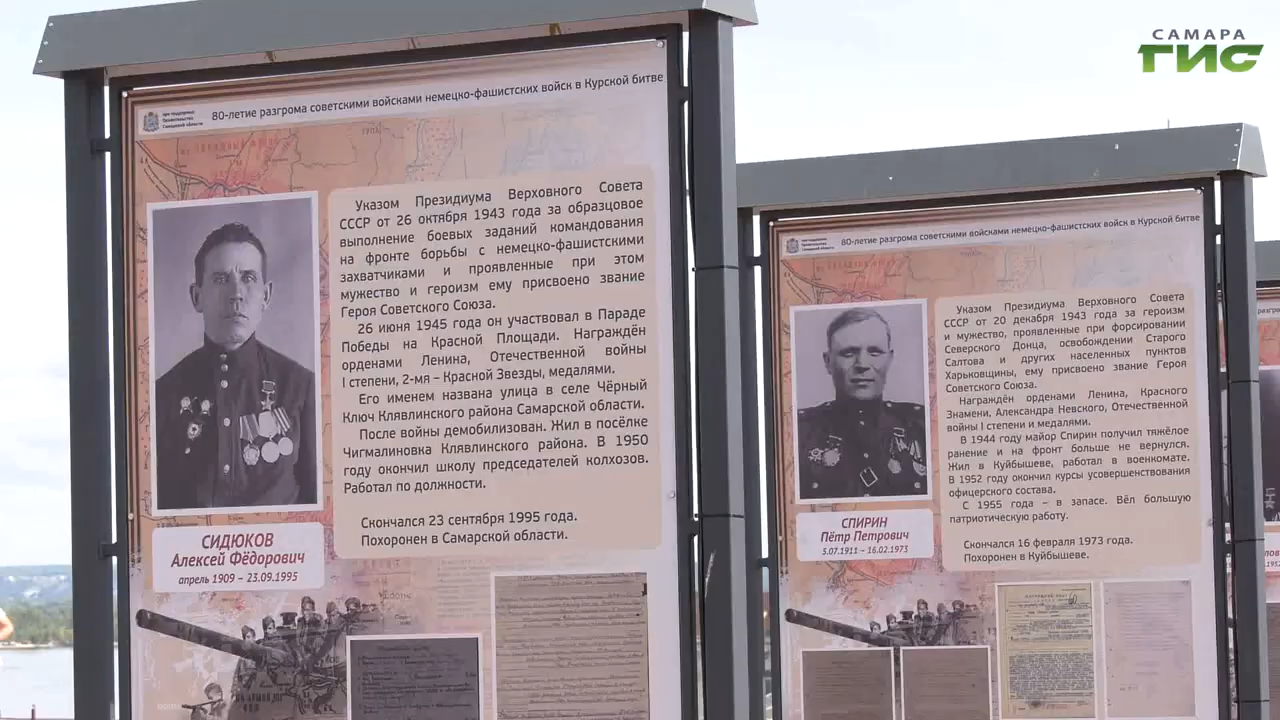 САМАРА
ГИС
при поддержке
Правительства
Самарской области
80-летие разгрома советскими войсками немецко-фашистских войск в Курской битве
Указом Президиума Верховного Совета
СССР от 26 октября 1943 года за образцовое
выполнение боевых заданий командования
на фронте борьбы с немецко-фашистскими
захватчиками и проявленные при этом
мужество и героизм ему присвоено звание
Героя Советского Союза.
26 июня 1945 года он участвовал в Параде
Победы на Красной Площади. Награждён
орденами Ленина, Отечественной войны
I степени, 2-мя – Красной Звезды, медалями.
Его именем названа улица в селе Чёрный
Ключ Клявлинского района Самарской области.
После войны демобилизован. Жил в посёлке
Чигмалиновка Клявлинского района. В 1950
году окончил школу председателей колхозов.
Работал по должности.
Скончался 23 сентября 1995 года.
Похоронен в Самарской области.
СИДЮКОВ
Алексей Фёдорович
апрель 1909 – 23.09.1995
80-летие разгрома советскими войсками немецко-фашистских войск в Курской битве
Указом Президиума Верховного Совета
СССР от 20 декабря 1943 года за героизм
и мужество, проявленные при форсировании
Северского Донца, освобождении Старого
Салтова и других населенных пунктов
Харьковщины, ему присвоено звание Героя
Советского Союза.
Награждён орденами Ленина, Красного
Знамени, Александра Невского, Отечественной
войны I степени и медалями.
В 1944 году майор Спирин получил тяжёлое
ранение и на фронт больше не вернулся.
Жил в Куйбышеве, работал в военкомате.
В 1952 году окончил курсы усовершенствования
офицерского состава.
С 1955 года – в запасе. Вёл большую
патриотическую работу.
Скончался 16 февраля 1973 года.
Похоронен в Куйбышеве.
СПИРИН
Пётр Петрович
5.07.1911 – 16.02.1973